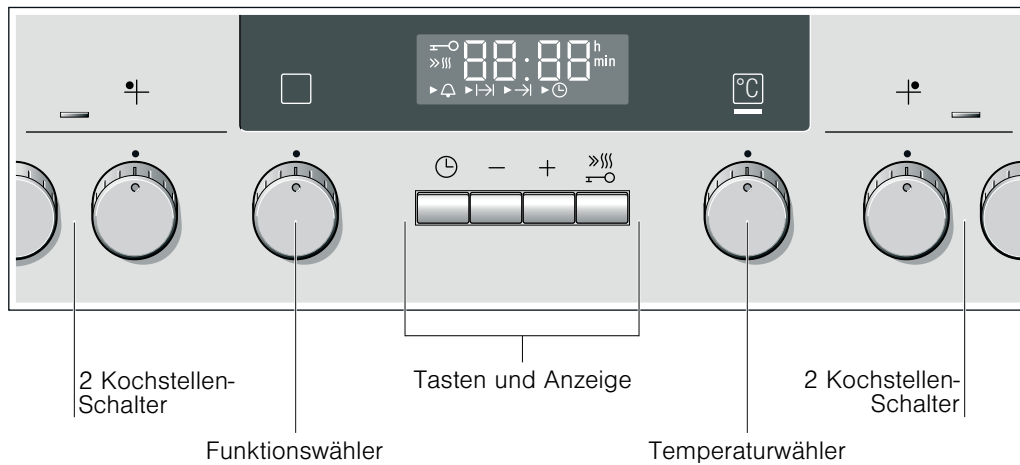 88:88 h
min
°C
− +
2 Kochstellen-
Schalter
Tasten und Anzeige
2 Kochstellen-
Schalter
Funktionswähler
Temperaturwähler